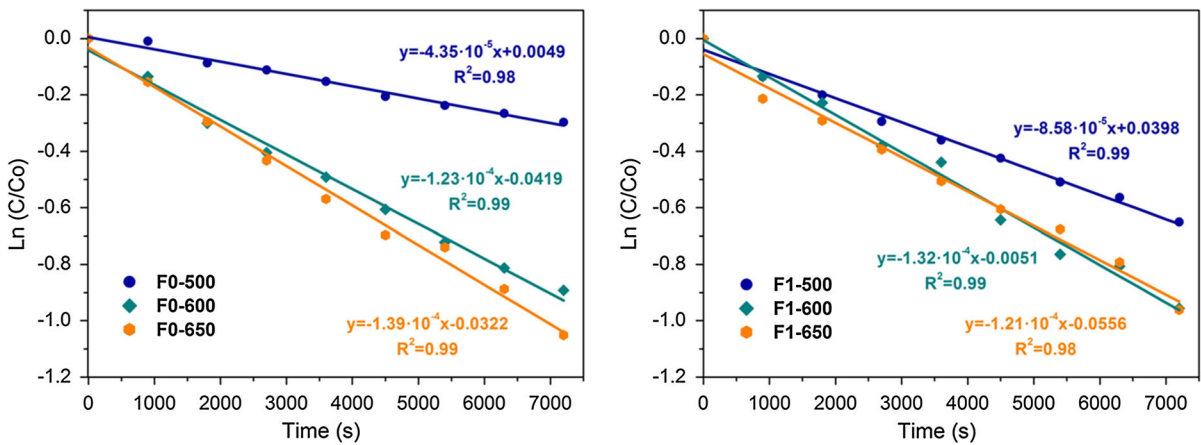 0.0
-0.2
-0.4
-0.6
-0.8
-1.0
-1.2
Ln (C/Co)
y=-4.35·10⁻⁵x+0.0049
R²=0.98
y=-1.23·10⁻⁴x-0.0419
R²=0.99
F0-500
F0-600
F0-650
y=-1.39·10⁻⁴x-0.0322
R²=0.99
0 1000 2000 3000 4000 5000 6000 7000
Time (s)
0.0
-0.2
-0.4
-0.6
-0.8
-1.0
-1.2
Ln (C/Co)
y=-8.58·10⁻⁵x+0.0398
R²=0.99
y=-1.32·10⁻⁴x-0.0051
R²=0.99
F1-500
F1-600
F1-650
y=-1.21·10⁻⁴x-0.0556
R²=0.98
0 1000 2000 3000 4000 5000 6000 7000
Time (s)